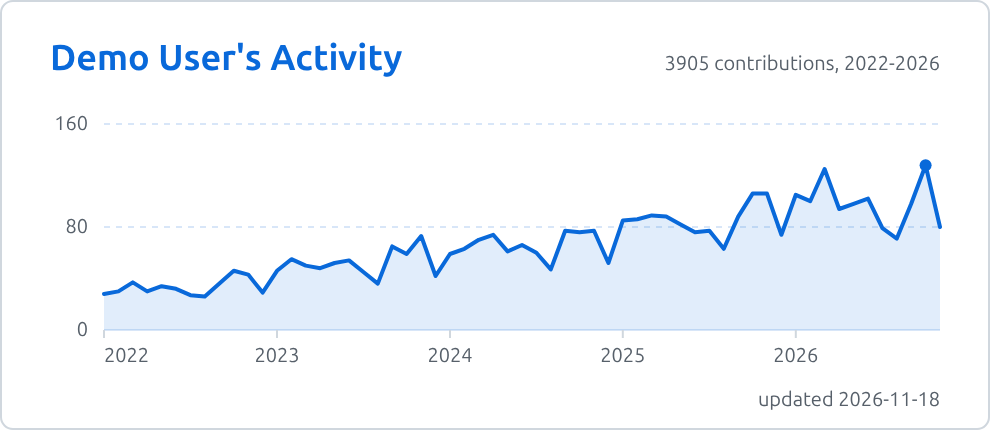 Demo User's Activity
3905 contributions, 2022-2026
160
80
0
2022 2023 2024 2025 2026
updated 2026-11-18